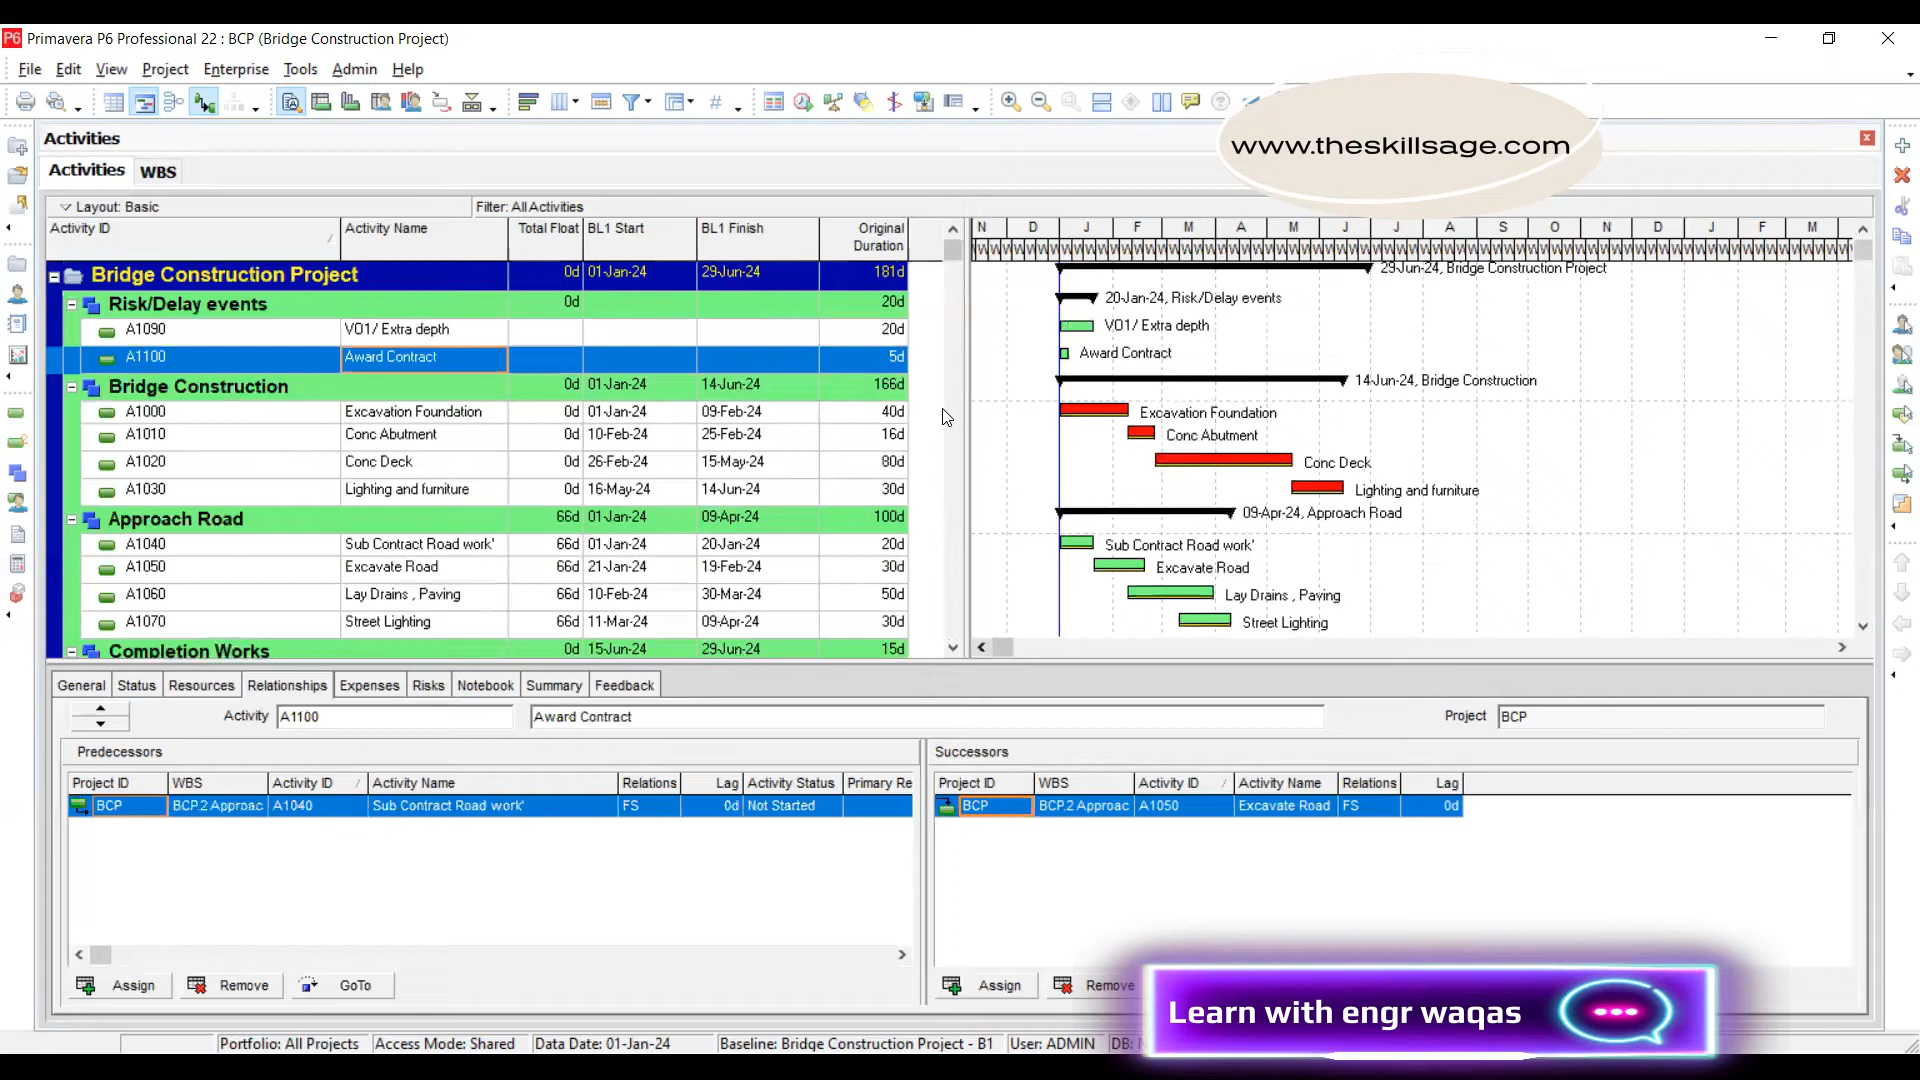 P6 Primavera P6 Professional 22 : BCP (Bridge Construction Project)
File Edit View Project Enterprise Tools Admin Help
www.theskillsage.com
Activities
Activities WBS
Layout: Basic Filter: All Activities
Activity ID Activity Name Total Float BL1 Start BL1 Finish Original Duration
N D J F M A M J J A S O N D J F M
Bridge Construction Project 0d 01-Jan-24 29-Jun-24 181d 29-Jun-24, Bridge Construction Project
Risk/Delay events 0d 20d 20-Jan-24, Risk/Delay events
A1090 VO1/ Extra depth 20d VO1/ Extra depth
A1100 Award Contract 5d Award Contract
Bridge Construction 0d 01-Jan-24 14-Jun-24 166d 14-Jun-24, Bridge Construction
A1000 Excavation Foundation 0d 01-Jan-24 09-Feb-24 40d Excavation Foundation
A1010 Conc Abutment 0d 10-Feb-24 25-Feb-24 16d Conc Abutment
A1020 Conc Deck 0d 26-Feb-24 15-May-24 80d Conc Deck
A1030 Lighting and furniture 0d 16-May-24 14-Jun-24 30d Lighting and furniture
Approach Road 66d 01-Jan-24 09-Apr-24 100d 09-Apr-24, Approach Road
A1040 Sub Contract Road work' 66d 01-Jan-24 20-Jan-24 20d Sub Contract Road work'
A1050 Excavate Road 66d 21-Jan-24 19-Feb-24 30d Excavate Road
A1060 Lay Drains , Paving 66d 10-Feb-24 30-Mar-24 50d Lay Drains , Paving
A1070 Street Lighting 66d 11-Mar-24 09-Apr-24 30d Street Lighting
Completion Works 0d 15-Jun-24 29-Jun-24 15d
General Status Resources Relationships Expenses Risks Notebook Summary Feedback
Activity A1100 Award Contract Project BCP
Predecessors Successors
Project ID WBS Activity ID Activity Name Relations Lag Activity Status Primary Re Project ID WBS Activity ID Activity Name Relations Lag
BCP BCP.2 Approac A1040 Sub Contract Road work' FS 0d Not Started BCP BCP.2 Approac A1050 Excavate Road FS 0d
Assign Remove GoTo Assign Remove
Learn with engr waqas
Portfolio: All Projects Access Mode: Shared Data Date: 01-Jan-24 Baseline: Bridge Construction Project - B1 User: ADMIN DB: